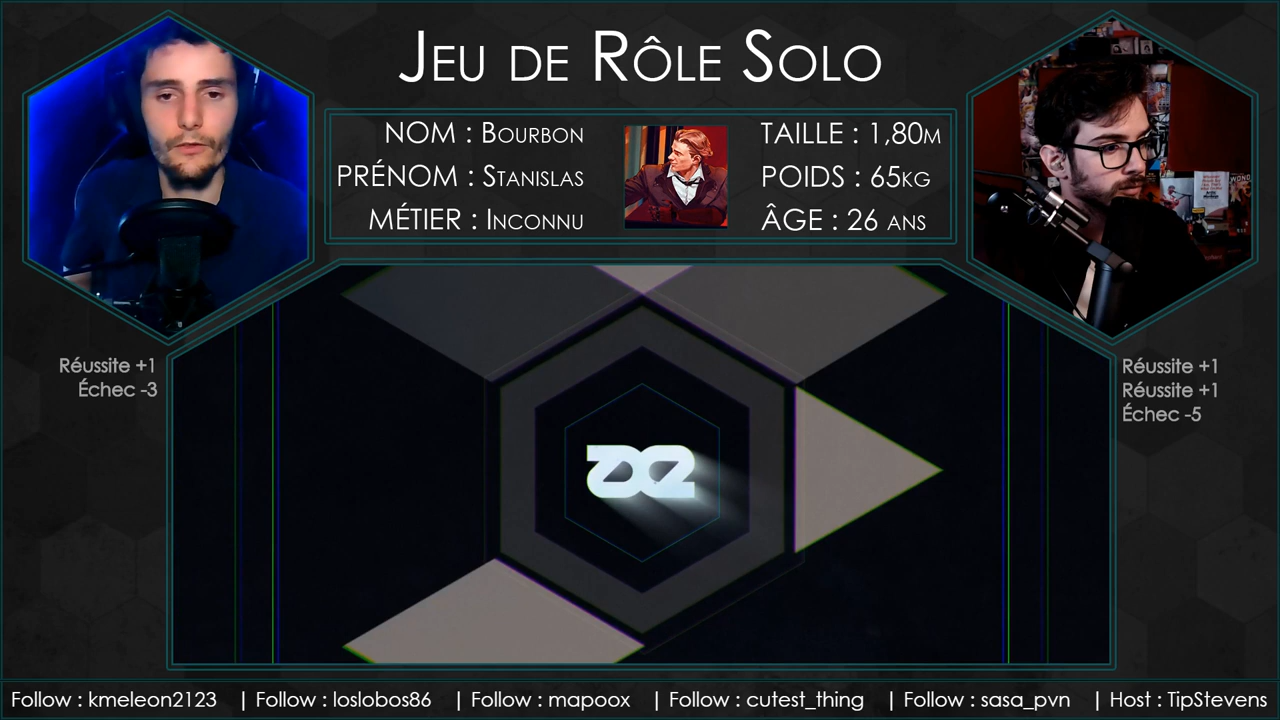 Jeu de Rôle Solo
NOM : Bourbon
PRÉNOM : Stanislas
MÉTIER : Inconnu
TAILLE : 1,80m
POIDS : 65kg
ÂGE : 26 ans
Réussite +1
Échec -3
Réussite +1
Réussite +1
Échec -5
Follow : kmeleon2123 | Follow : loslobos86 | Follow : mapoox | Follow : cutest_thing | Follow : sasa_pvn | Host : TipStevens